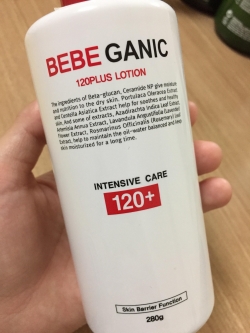 BEBE GANIC
120PLUS LOTION
The ingredients of Beta-glucan, Ceramide NP give moisture
and nutrition to the dry skin. Portulaca Oleracea Extract
and Centella Asiatica Extract help for soothes and healthy
skin. And some of extracts, Azadirachta Indica Leaf Extract,
Artemisia Annua Extract, Lavandula Angustifolia (Lavender)
Flower Extract, Rosmarinus Officinalis (Rosemary) Leaf
Extract, help to maintain the oil-water balanced and keep
skin moisturized for a long time.
INTENSIVE CARE
120+
Skin Barrier Function
280g